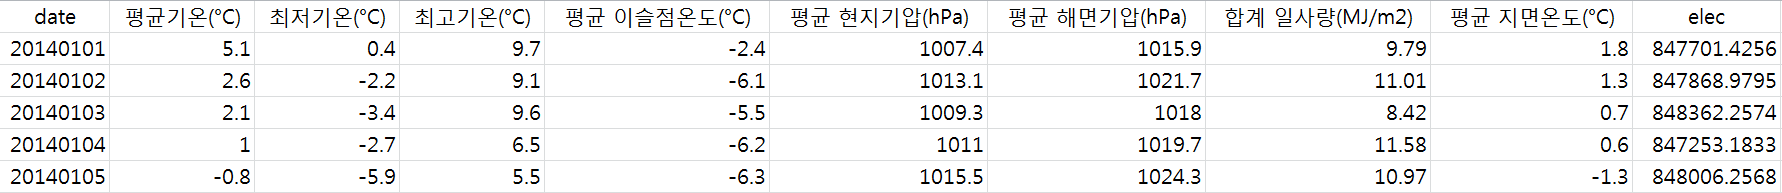 date 평균기온(℃) 최저기온(℃) 최고기온(℃) 평균 이슬점온도(℃) 평균 현지기압(hPa) 평균 해면기압(hPa) 합계 일사량(MJ/m2) 평균 지면온도(℃) elec
20140101 5.1 0.4 9.7 -2.4 1007.4 1015.9 9.79 1.8 847701.4256
20140102 2.6 -2.2 9.1 -6.1 1013.1 1021.7 11.01 1.3 847868.9795
20140103 2.1 -3.4 9.6 -5.5 1009.3 1018 8.42 0.7 848362.2574
20140104 1 -2.7 6.5 -6.2 1011 1019.7 11.58 0.6 847253.1833
20140105 -0.8 -5.9 5.5 -6.3 1015.5 1024.3 10.97 -1.3 848006.2568